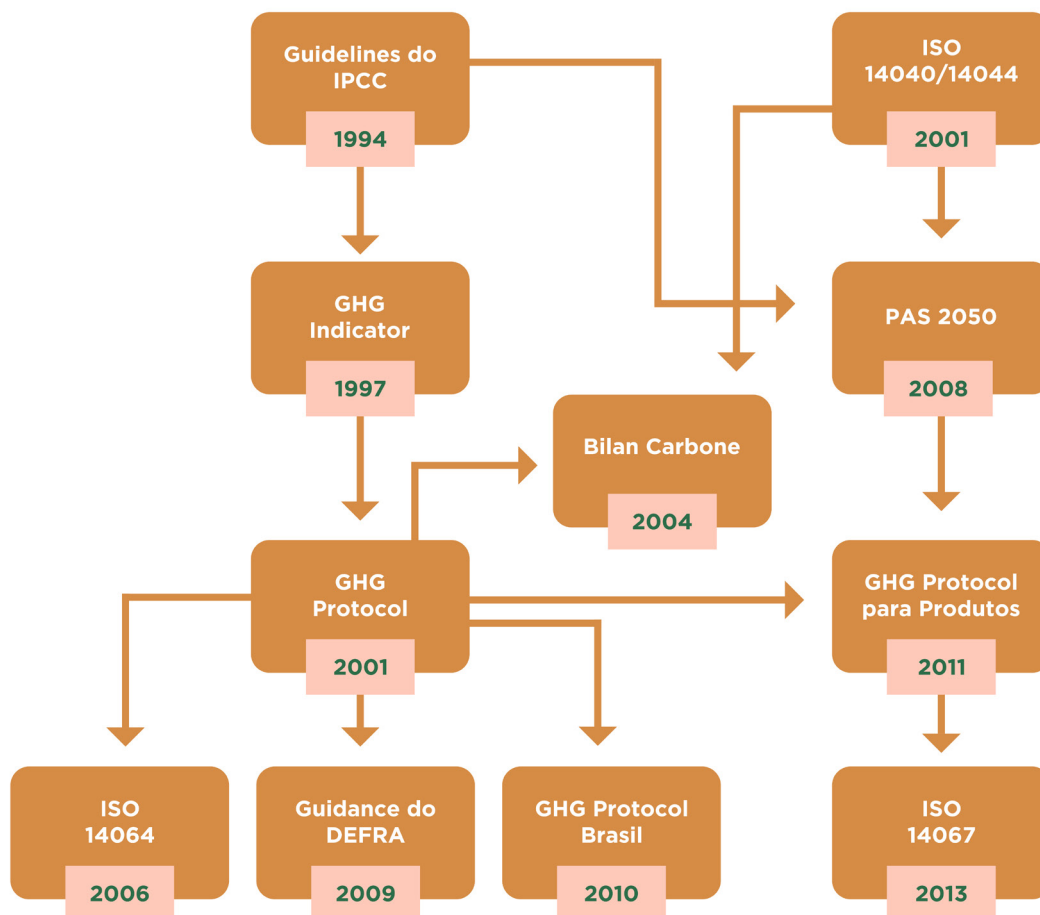 Guidelines do
IPCC
1994
ISO
14040/14044
2001
GHG
Indicator
1997
PAS 2050
2008
Bilan Carbone
2004
GHG
Protocol
2001
GHG Protocol
para Produtos
2011
ISO
14064
2006
Guidance do
DEFRA
2009
GHG Protocol
Brasil
2010
ISO
14067
2013